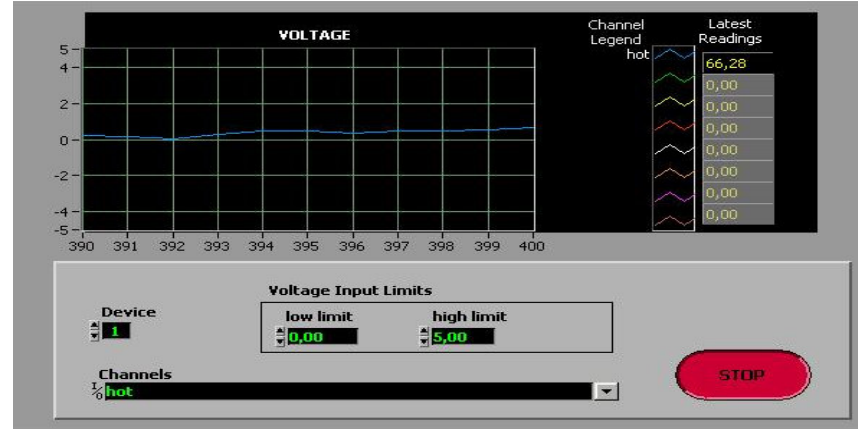 VOLTAGE
5
4
2
0
-2
-4
-5
390 391 392 393 394 395 396 397 398 399 400
Channel Legend
Latest Readings
hot
66,28
0,00
0,00
0,00
0,00
0,00
0,00
0,00
Voltage Input Limits
Device
1
low limit
0,00
high limit
5,00
Channels
I/O hot
STOP